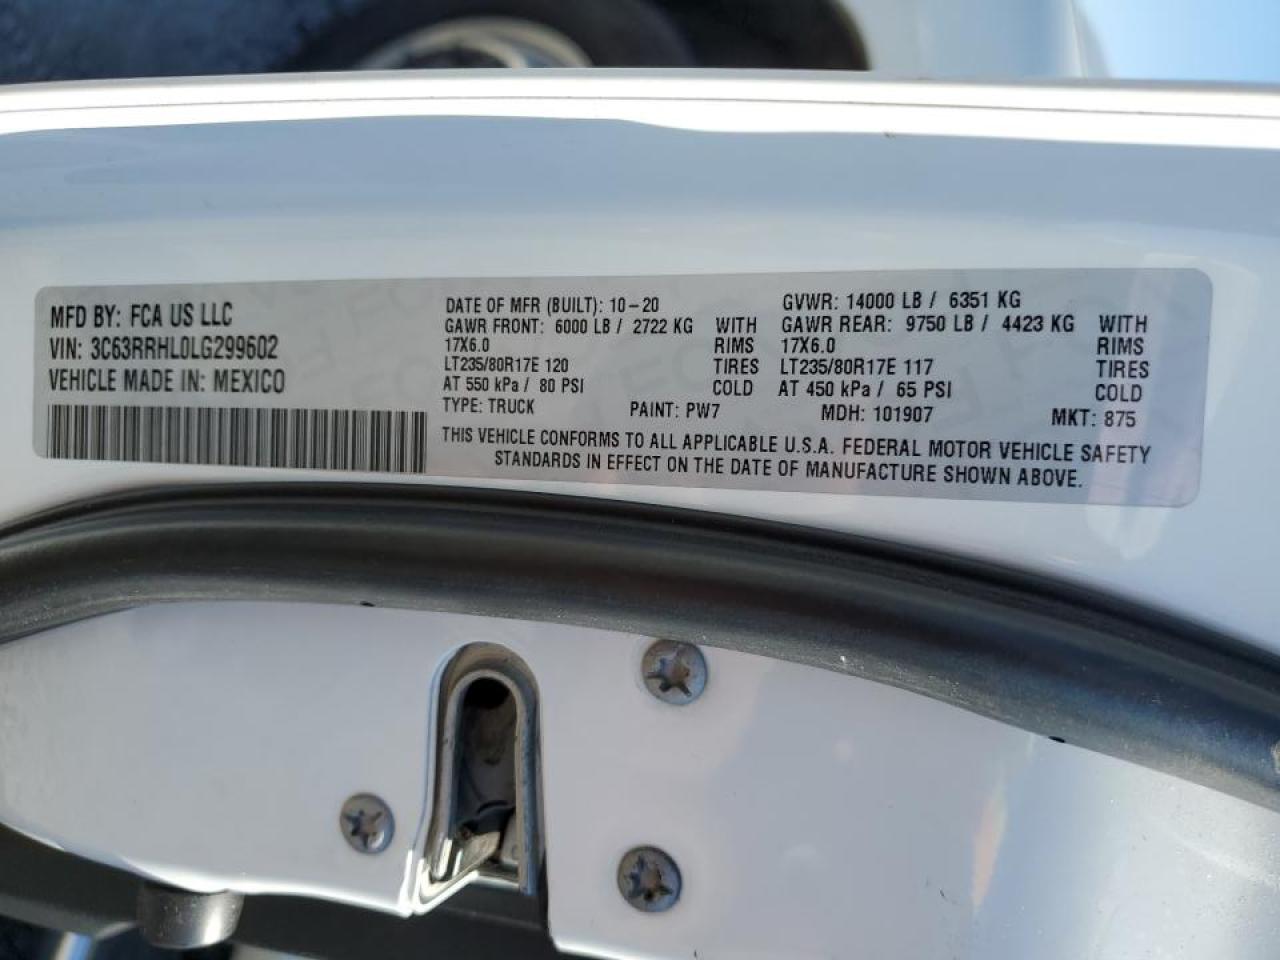 MFD BY: FCA US LLC
VIN: 3C63RRHL0LG299602
VEHICLE MADE IN: MEXICO
DATE OF MFR (BUILT): 10-20 GVWR: 14000 LB / 6351 KG
GAWR FRONT: 6000 LB / 2722 KG WITH GAWR REAR: 9750 LB / 4423 KG WITH
17X6.0 RIMS 17X6.0 RIMS
LT235/80R17E 120 TIRES LT235/80R17E 117 TIRES
AT 550 kPa / 80 PSI COLD AT 450 kPa / 65 PSI COLD
TYPE: TRUCK PAINT: PW7 MDH: 101907 MKT: 875
THIS VEHICLE CONFORMS TO ALL APPLICABLE U.S.A. FEDERAL MOTOR VEHICLE SAFETY
STANDARDS IN EFFECT ON THE DATE OF MANUFACTURE SHOWN ABOVE.